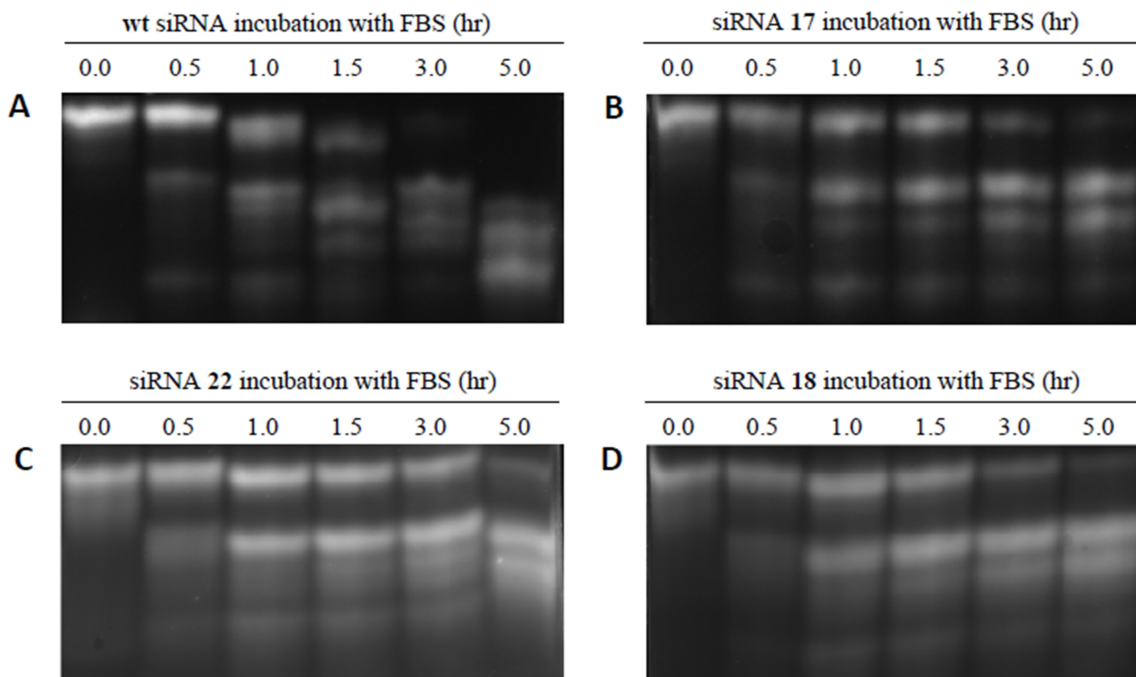 wt siRNA incubation with FBS (hr)
0.0 0.5 1.0 1.5 3.0 5.0
A
siRNA 17 incubation with FBS (hr)
0.0 0.5 1.0 1.5 3.0 5.0
B
siRNA 22 incubation with FBS (hr)
0.0 0.5 1.0 1.5 3.0 5.0
C
siRNA 18 incubation with FBS (hr)
0.0 0.5 1.0 1.5 3.0 5.0
D